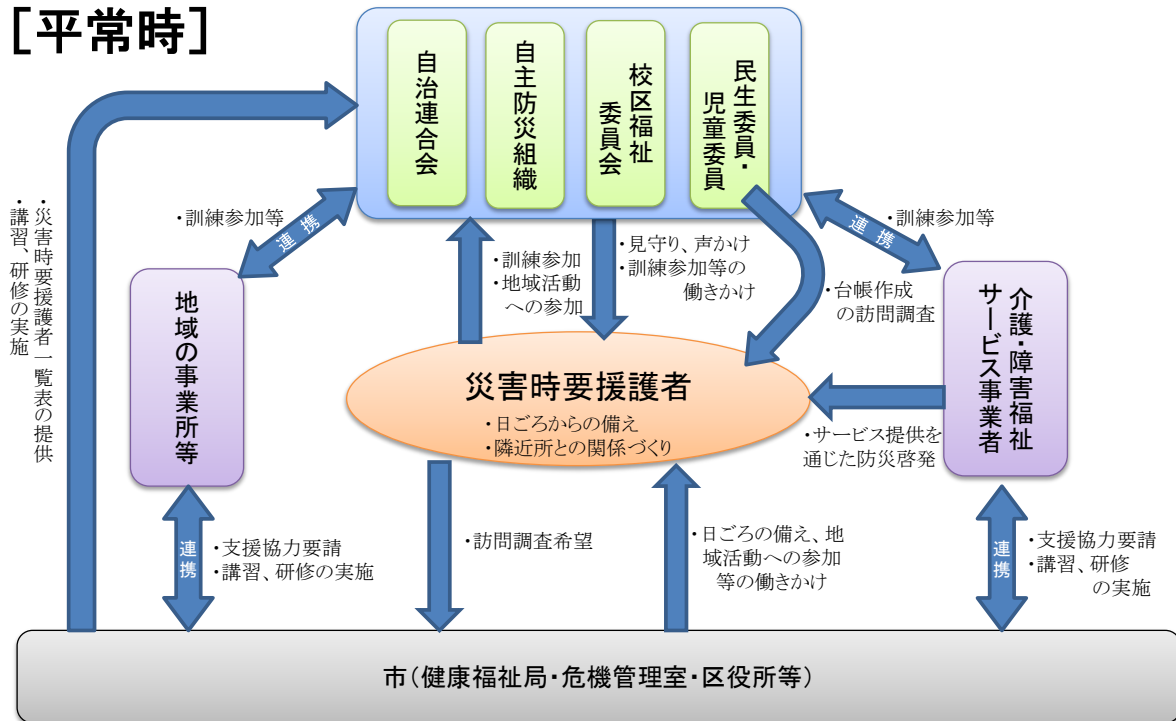 [平常時]
自治連合会
自主防災組織
校区福祉
委員会
民生委員・
児童委員
・災害時要援護者一覧表の提供
・講習、研修の実施
・訓練参加等
連携
・訓練参加
・地域活動
への参加
・見守り、声かけ
・訓練参加等の
働きかけ
・台帳作成
の訪問調査
連携
・訓練参加等
地域の事業所等
災害時要援護者
・日ごろからの備え
・隣近所との関係づくり
介護・障害福祉
サービス事業者
・サービス提供を
通じた防災啓発
連携
・支援協力要請
・講習、研修の実施
・訪問調査希望
・日ごろの備え、地
域活動への参加
等の働きかけ
連携
・支援協力要請
・講習、研修
の実施
市(健康福祉局・危機管理室・区役所等)